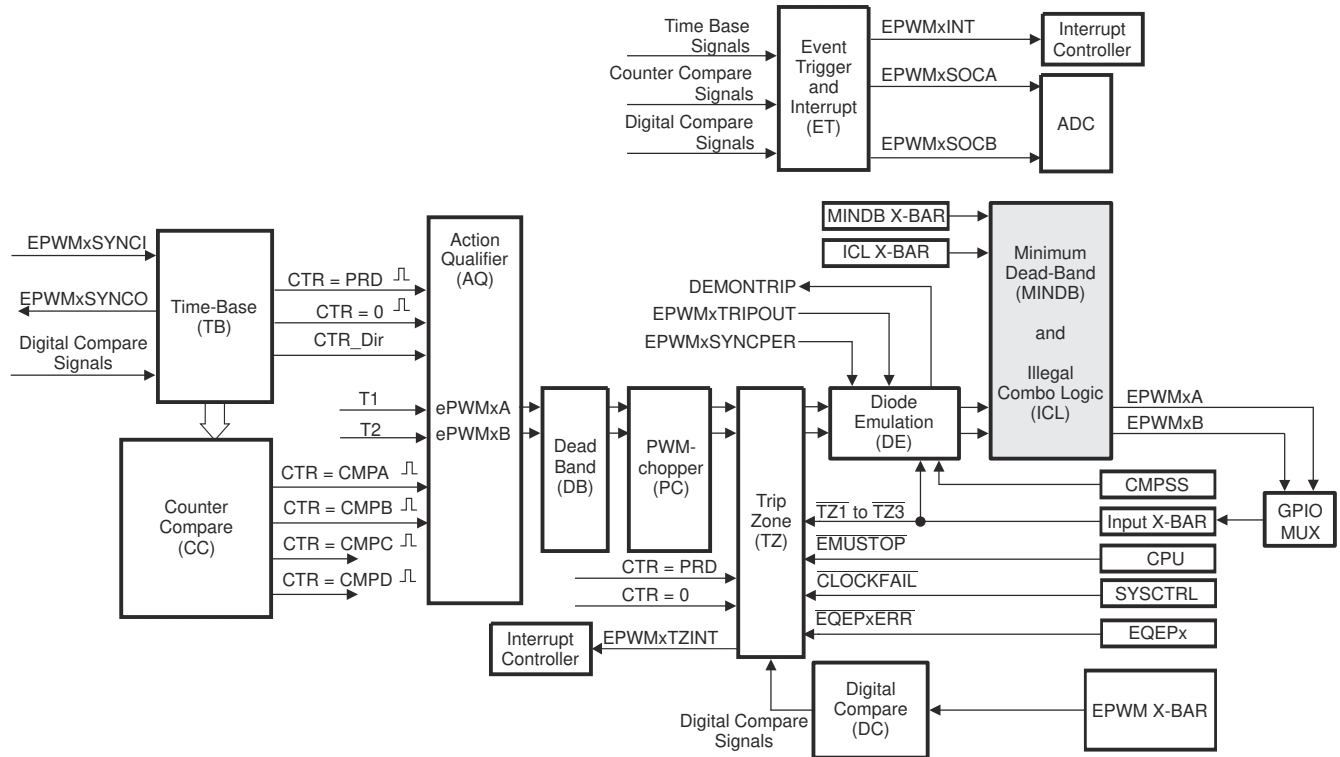 Time Base
Signals
Counter Compare
Signals
Digital Compare
Signals
Event
Trigger
and
Interrupt
(ET)
EPWMxINT
EPWMxSOCA
EPWMxSOCB
Interrupt
Controller
ADC
EPWMxSYNCI
EPWMxSYNCO
Digital Compare
Signals
Time-Base
(TB)
CTR = PRD
CTR = 0
CTR_Dir
T1
T2
Action
Qualifier
(AQ)
ePWMxA
ePWMxB
Counter
Compare
(CC)
CTR = CMPA
CTR = CMPB
CTR = CMPC
CTR = CMPD
Dead
Band
(DB)
PWM-
chopper
(PC)
Trip
Zone
(TZ)
CTR = PRD
CTR = 0
EPWMxTZINT
Interrupt
Controller
DEMONTRIP
EPWMxTRIPOUT
EPWMxSYNCPER
Diode
Emulation
(DE)
MINDB X-BAR
ICL X-BAR
Minimum
Dead-Band
(MINDB)
and
Illegal
Combo Logic
(ICL)
EPWMxA
EPWMxB
CMPSS
TZ1 to TZ3
Input X-BAR
GPIO
MUX
EMUSTOP
CPU
CLOCKFAIL
SYSCTRL
EQEPxERR
EQEPx
Digital Compare
Signals
Digital
Compare
(DC)
EPWM X-BAR